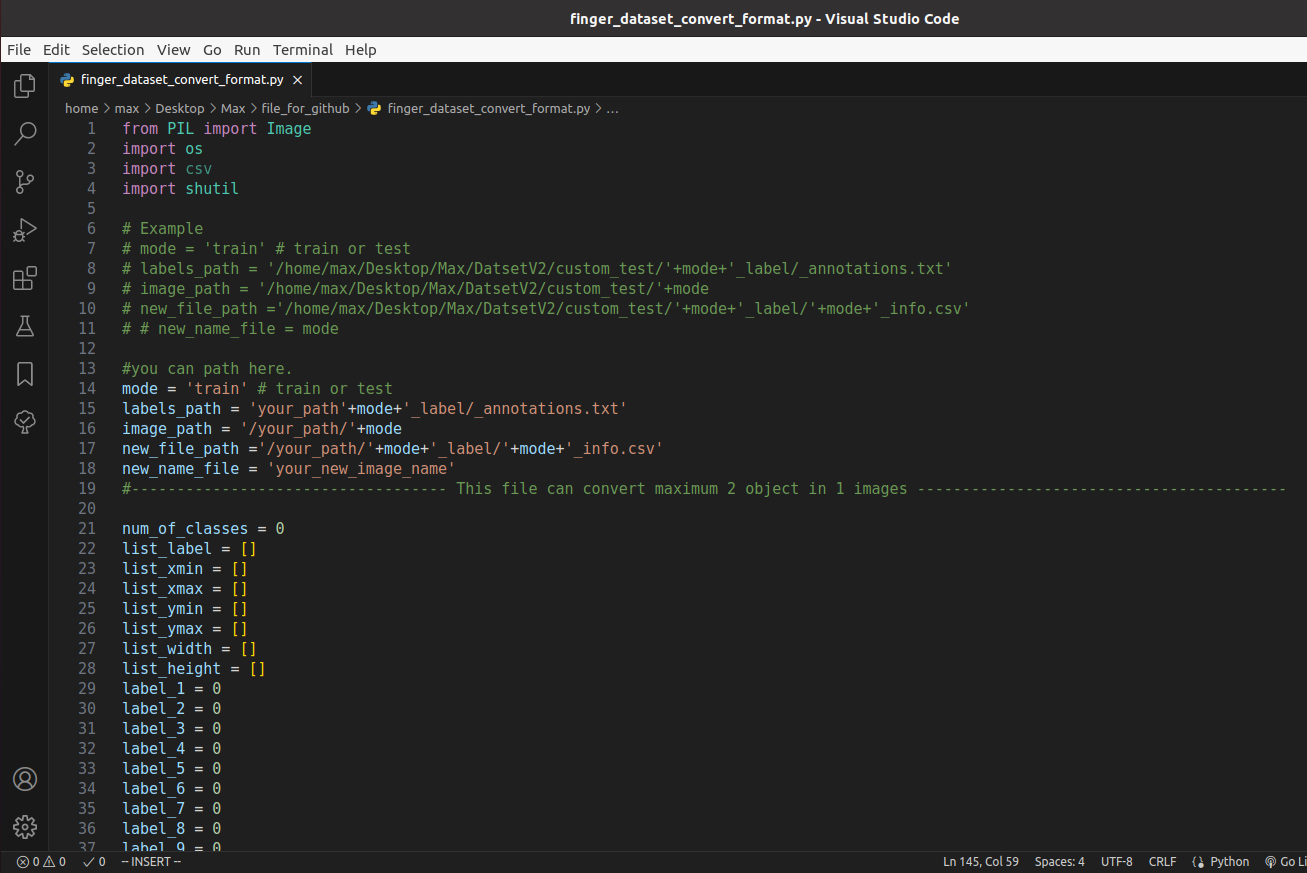 finger_dataset_convert_format.py - Visual Studio Code
File Edit Selection View Go Run Terminal Help
finger_dataset_convert_format.py ×
home > max > Desktop > Max > file_for_github > finger_dataset_convert_format.py > ...
1 from PIL import Image
2 import os
3 import csv
4 import shutil
5
6 # Example
7 # mode = 'train' # train or test
8 # labels_path = '/home/max/Desktop/Max/DatsetV2/custom_test/'+mode+'_label/_annotations.txt'
9 # image_path = '/home/max/Desktop/Max/DatsetV2/custom_test/'+mode
10 # new_file_path ='/home/max/Desktop/Max/DatsetV2/custom_test/'+mode+'_label/'+mode+'_info.csv'
11 # # new_name_file = mode
12
13 #you can path here.
14 mode = 'train' # train or test
15 labels_path = 'your_path'+mode+'_label/_annotations.txt'
16 image_path = '/your_path/'+mode
17 new_file_path ='/your_path/'+mode+'_label/'+mode+'_info.csv'
18 new_name_file = 'your_new_image_name'
19 #----------------------------------- This file can convert maximum 2 object in 1 images -----------------------------------------
20
21 num_of_classes = 0
22 list_label = []
23 list_xmin = []
24 list_xmax = []
25 list_ymin = []
26 list_ymax = []
27 list_width = []
28 list_height = []
29 label_1 = 0
30 label_2 = 0
31 label_3 = 0
32 label_4 = 0
33 label_5 = 0
34 label_6 = 0
35 label_7 = 0
36 label_8 = 0
37 label_9 = 0
0 0 0 -- INSERT -- Ln 145, Col 59 Spaces: 4 UTF-8 CRLF Python Go Li